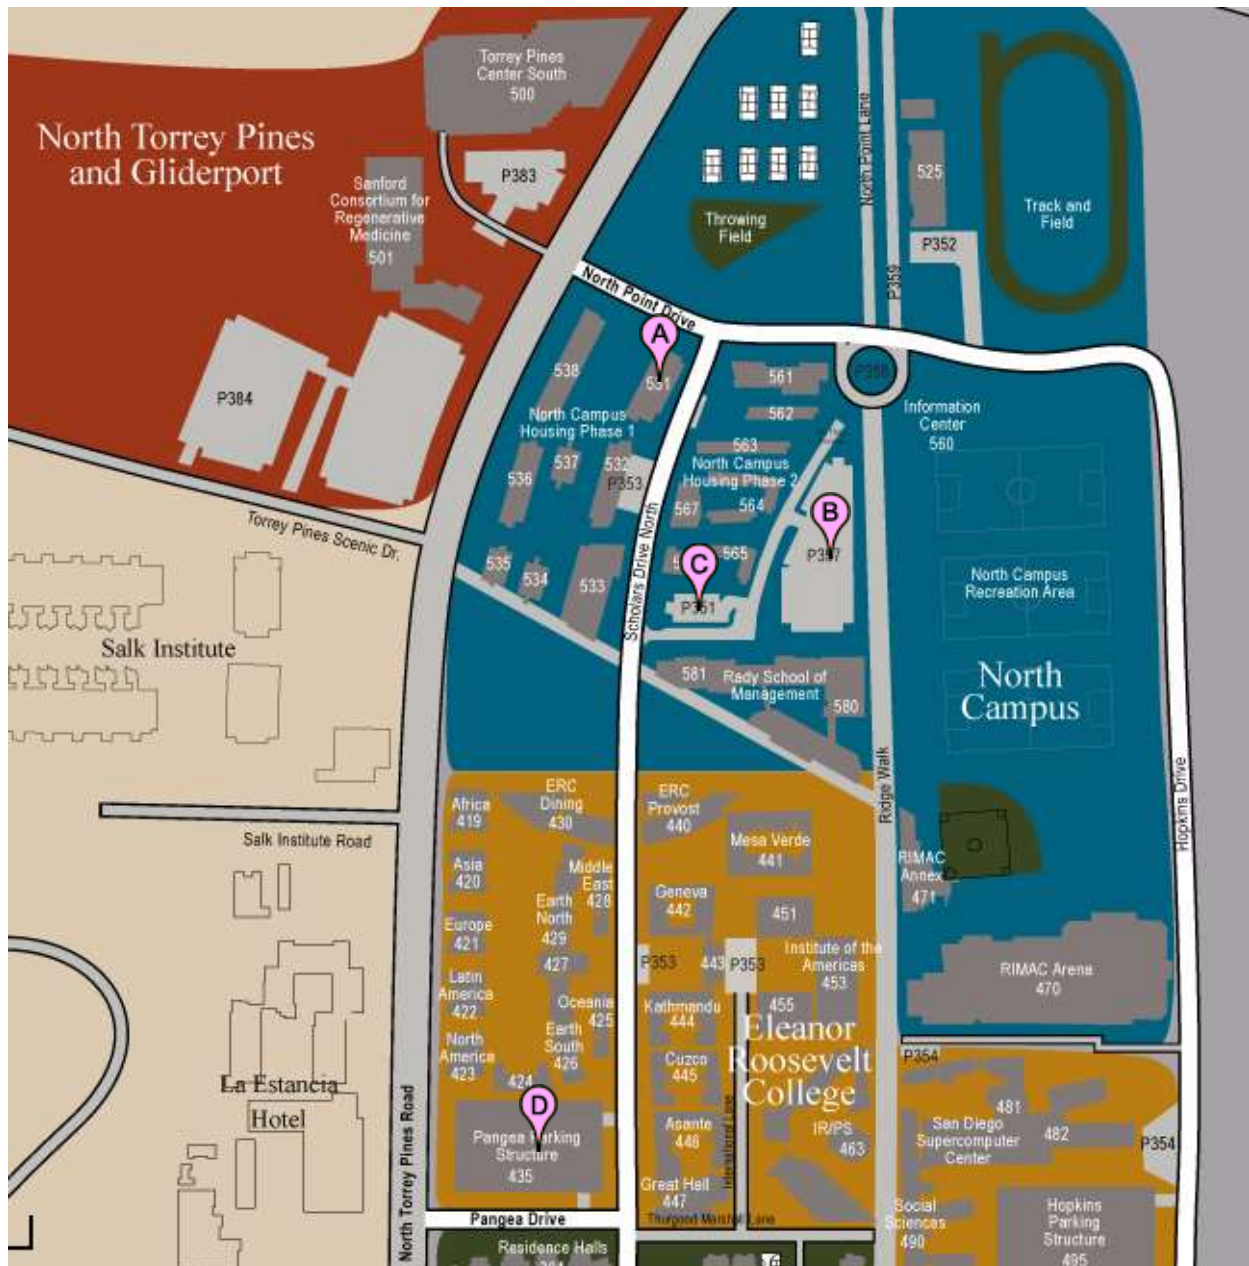 Torrey Pines
Center South
500
North Torrey Pines
and Gliderport
P383
Sanford
Consortium for
Regenerative
Medicine
501
North Point Lane
525
Throwing
Field
Track and
Field
P352
P359
North Point Drive
A
538
531
P384
561
562
Information
Center
560
North Campus
Housing Phase 1
563
537
532
536
P353
North Campus
Housing Phase 2
567
564
B
P357
Torrey Pines Scenic Dr.
Scholars Drive North
535
534
533
565
C
P351
North Campus
Recreation Area
Salk Institute
581
Rady School of
Management
580
North
Campus
Ridge Walk
Hopkins Drive
Salk Institute Road
Africa
419
ERC
Dining
430
ERC
Provost
440
Mesa Verde
441
RIMAC
Annex
471
Asia
420
Middle
East
428
Geneva
442
451
Earth
North
429
Europe
421
427
P353
443
P353
Institute of the
Americas
453
RIMAC Arena
470
Latin
America
422
Oceania
425
Kathmandu
444
455
North
America
423
Earth
South
426
Cuzco
445
Eleanor
Roosevelt
College
P354
424
La Estancia
Hotel
North Torrey Pines Road
D
Pangea Parking
Structure
435
Asante
446
International Lane
IR/PS
463
San Diego
Supercomputer
Center
481
482
P354
Great Hall
447
Pangea Drive
Thurgood Marshall Lane
Social
Sciences
490
Hopkins
Parking
Structure
495
Residence Halls